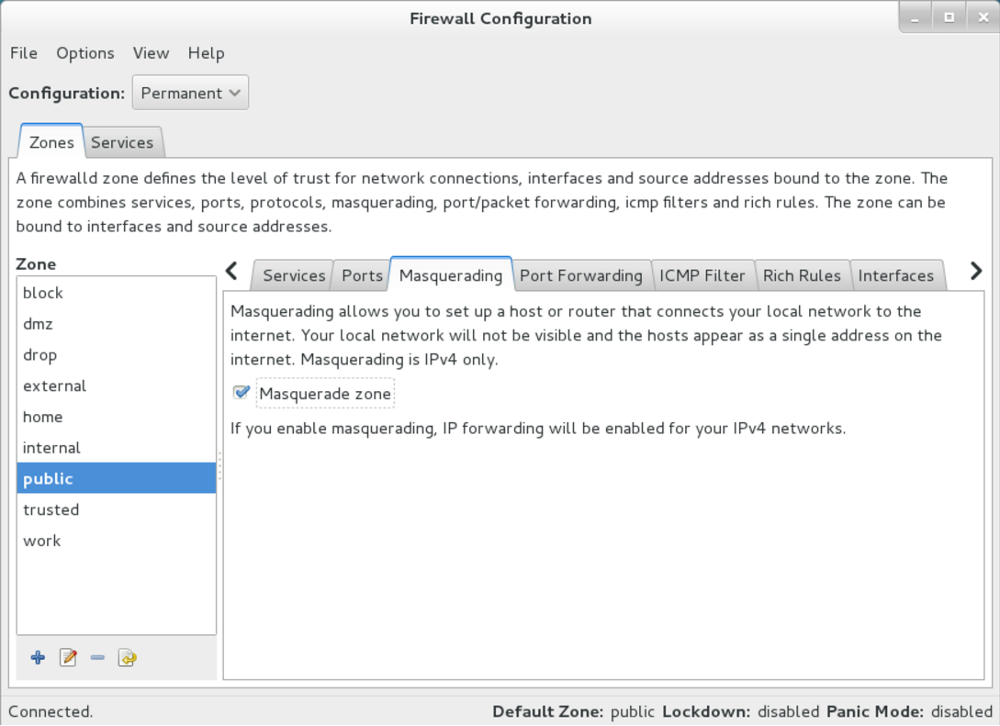 Firewall Configuration
File Options View Help
Configuration: Permanent
Zones Services
A firewalld zone defines the level of trust for network connections, interfaces and source addresses bound to the zone. The
zone combines services, ports, protocols, masquerading, port/packet forwarding, icmp filters and rich rules. The zone can be
bound to interfaces and source addresses.
Zone
block
dmz
drop
external
home
internal
public
trusted
work
Services Ports Masquerading Port Forwarding ICMP Filter Rich Rules Interfaces
Masquerading allows you to set up a host or router that connects your local network to the
internet. Your local network will not be visible and the hosts appear as a single address on the
internet. Masquerading is IPv4 only.
Masquerade zone
If you enable masquerading, IP forwarding will be enabled for your IPv4 networks.
Connected.
Default Zone: public Lockdown: disabled Panic Mode: disabled